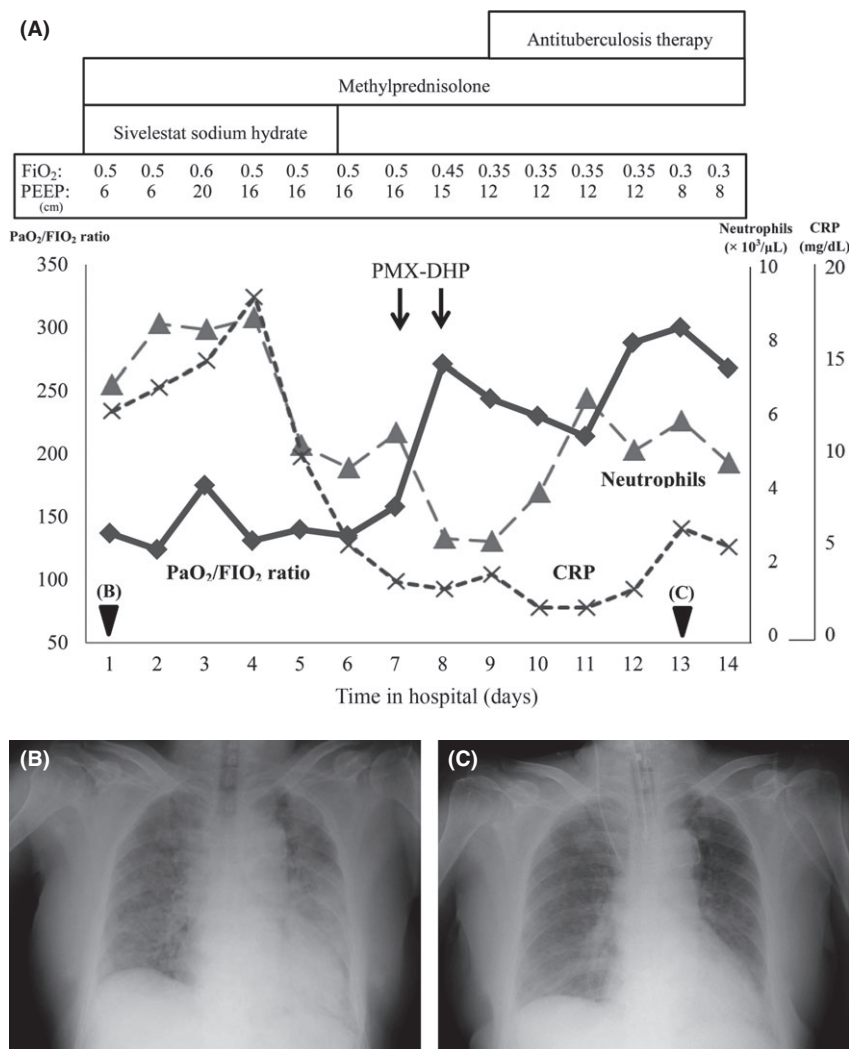 (A)
Antituberculosis therapy
Methylprednisolone
Sivelestat sodium hydrate
FiO₂: 0.5 0.5 0.6 0.5 0.5 0.5 0.5 0.45 0.35 0.35 0.35 0.35 0.3 0.3
PEEP: 6 6 20 16 16 16 16 15 12 12 12 12 8 8
(cm)
PaO₂/FIO₂ ratio
Neutrophils CRP
(× 10³/μL) (mg/dL)
350 10 20
PMX-DHP
300 8
250 15
6
200 10
Neutrophils
4
150 5
PaO₂/FIO₂ ratio CRP
2
100
(B) (C)
50 0 0
1 2 3 4 5 6 7 8 9 10 11 12 13 14
Time in hospital (days)
(B) (C)